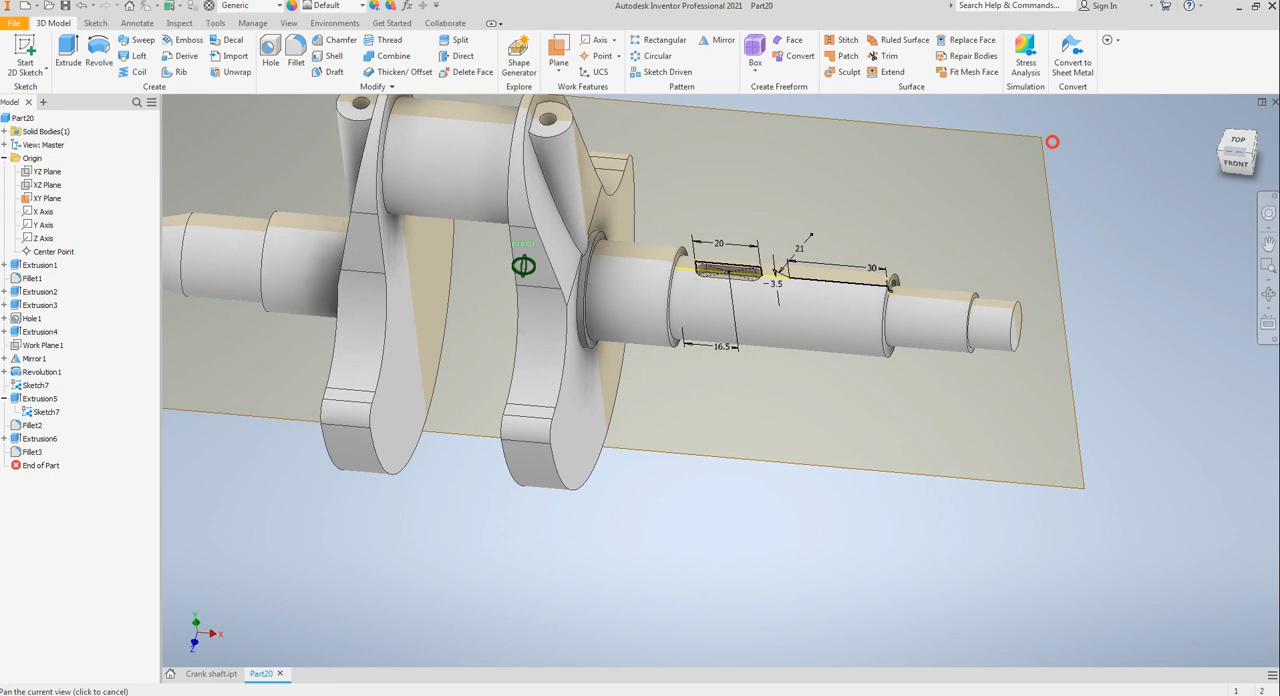 Generic
Default
Autodesk Inventor Professional 2021 Part20
Search Help & Commands...
Sign In
File
3D Model
Sketch
Annotate
Inspect
Tools
Manage
View
Environments
Get Started
Collaborate
Start
2D Sketch
Sketch
Extrude
Revolve
Sweep
Loft
Coil
Emboss
Derive
Rib
Decal
Import
Unwrap
Create
Hole
Fillet
Chamfer
Shell
Draft
Thread
Combine
Thicken/ Offset
Split
Direct
Delete Face
Modify
Shape
Generator
Explore
Plane
Axis
Point
UCS
Work Features
Rectangular
Circular
Sketch Driven
Mirror
Pattern
Box
Face
Convert
Create Freeform
Stitch
Patch
Sculpt
Ruled Surface
Trim
Extend
Replace Face
Repair Bodies
Fit Mesh Face
Surface
Stress
Analysis
Simulation
Convert to
Sheet Metal
Convert
Model
Part20
Solid Bodies(1)
View: Master
Origin
YZ Plane
XZ Plane
XY Plane
X Axis
Y Axis
Z Axis
Center Point
Extrusion1
Fillet1
Extrusion2
Extrusion3
Hole1
Extrusion4
Work Plane1
Mirror1
Revolution1
Sketch7
Extrusion5
Sketch7
Fillet2
Extrusion6
Fillet3
End of Part
TOP
FRONT
20
21
30
3.5
16.5
Y
X
Z
Crank shaft.ipt
Part20
Pan the current view (click to cancel)
1
2